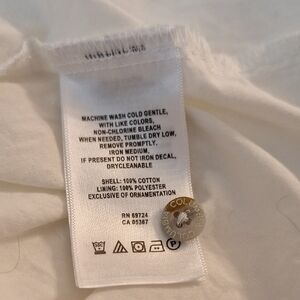 MACHINE WASH COLD GENTLE,
WITH LIKE COLORS,
NON-CHLORINE BLEACH
WHEN NEEDED, TUMBLE DRY LOW,
REMOVE PROMPTLY,
IRON MEDIUM,
IF PRESENT DO NOT IRON DECAL,
DRYCLEANABLE
SHELL: 100% COTTON
LINING: 100% POLYESTER
EXCLUSIVE OF ORNAMENTATION
RN 69724
CA 05367
P